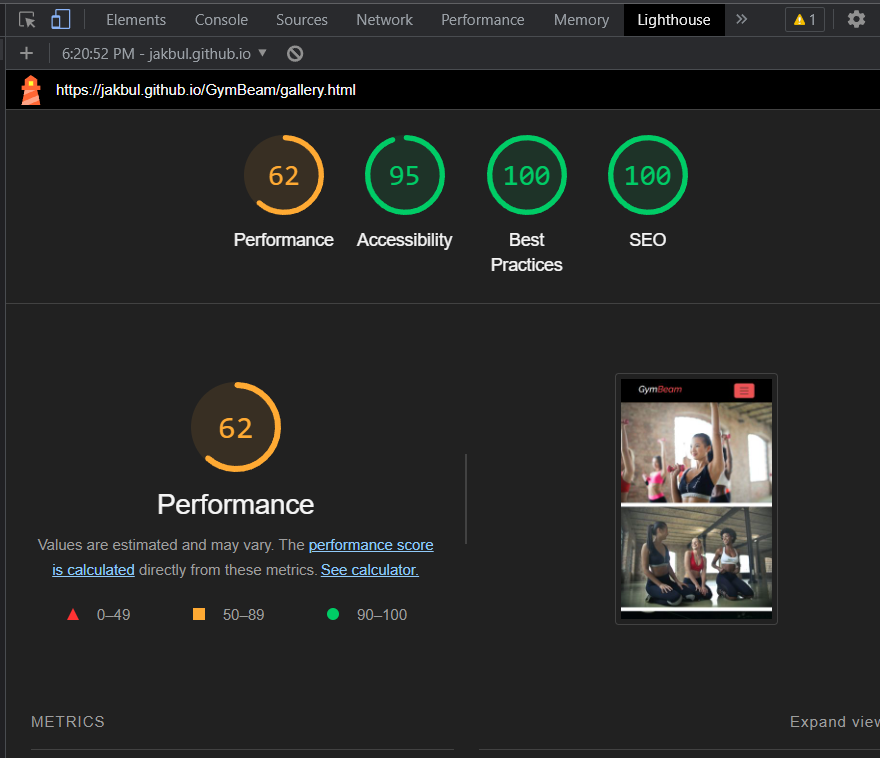 Elements Console Sources Network Performance Memory Lighthouse » 1
+ 6:20:52 PM - jakbul.github.io ▼
https://jakbul.github.io/GymBeam/gallery.html
62 95 100 100
Performance Accessibility Best Practices SEO
GymBeam
62
Performance
Values are estimated and may vary. The performance score
is calculated directly from these metrics. See calculator.
0–49 50–89 90–100
METRICS Expand view